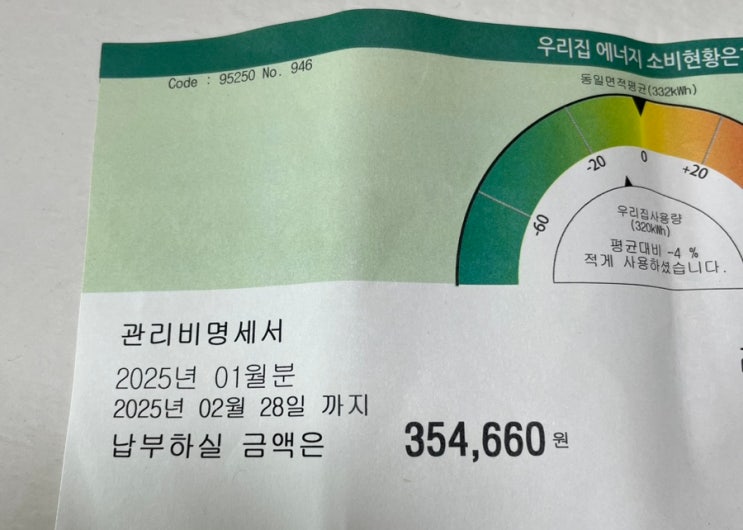 우리집 에너지 소비현황은
Code : 95250 No. 946
동일면적평균(332kWh)
-60
-20
0
+20
우리집사용량
(320kWh)
평균대비 -4 %
적게 사용하셨습니다.
관리비명세서
2025년 01월분
2025년 02월 28일 까지
납부하실 금액은 354,660 원